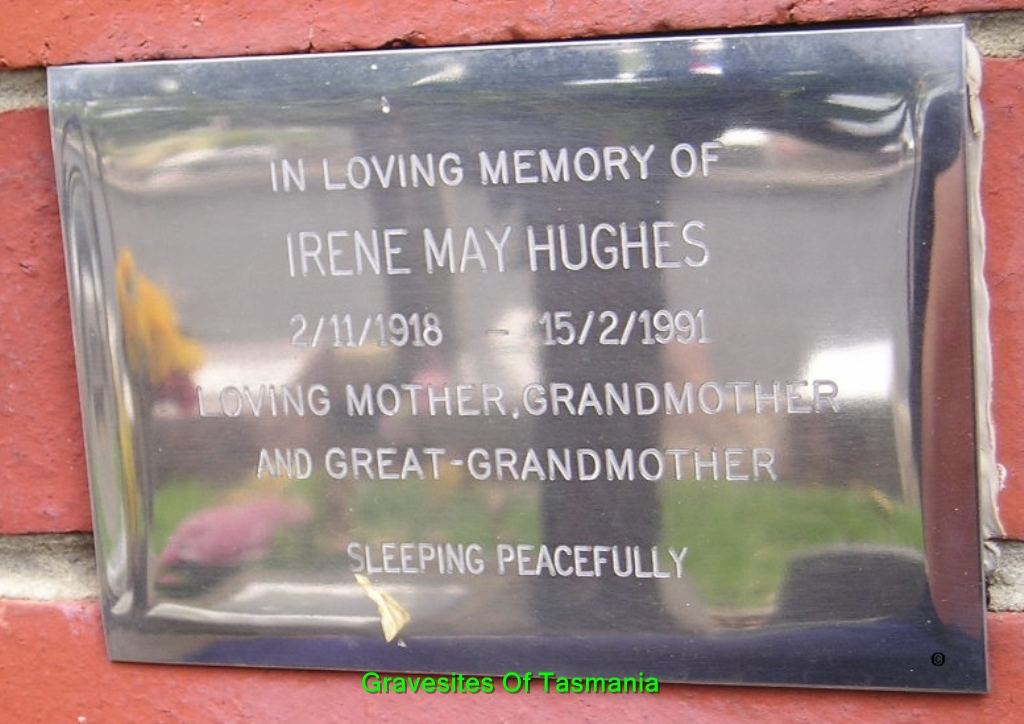 IN LOVING MEMORY OF
IRENE MAY HUGHES
2/11/1918 - 15/2/1991
LOVING MOTHER, GRANDMOTHER
AND GREAT-GRANDMOTHER
SLEEPING PEACEFULLY
©
Gravesites Of Tasmania